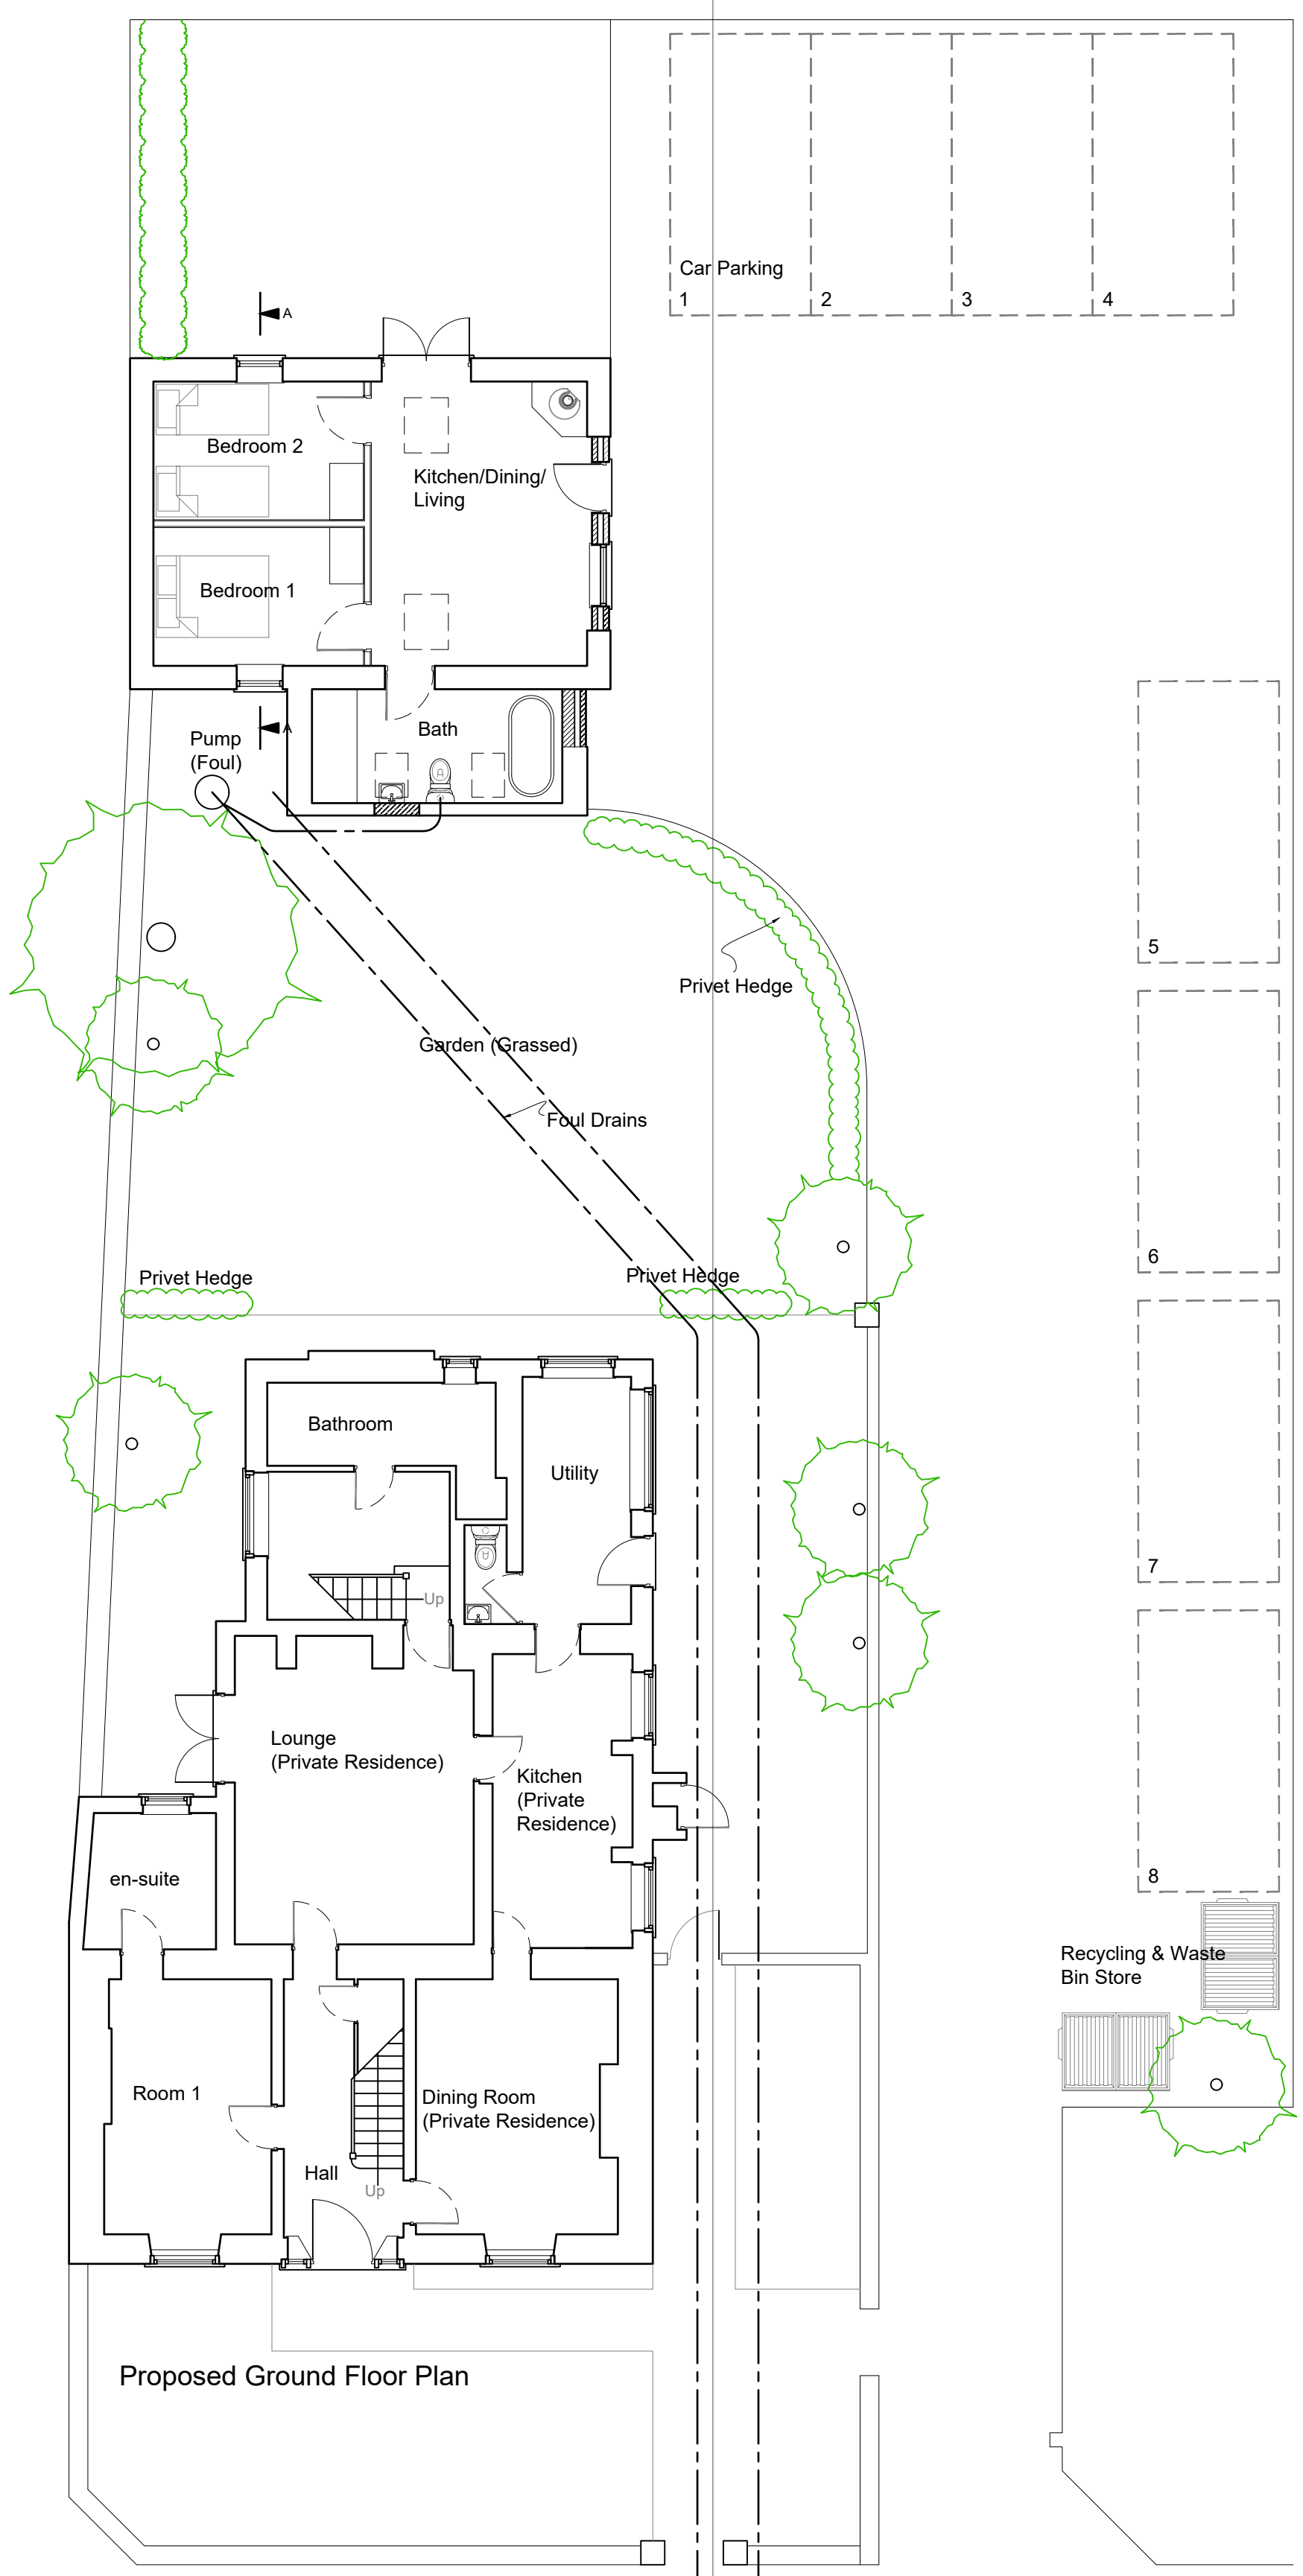 Car Parking
1
2
3
4
A
Bedroom 2
Kitchen/Dining/
Living
Bedroom 1
A
Bath
Pump
(Foul)
5
Privet Hedge
Garden (Grassed)
Foul Drains
6
Privet Hedge
Privet Hedge
Bathroom
Utility
7
Up
Lounge
(Private Residence)
Kitchen
(Private
Residence)
8
en-suite
Recycling & Waste
Bin Store
Room 1
Dining Room
(Private Residence)
Hall
Up
Proposed Ground Floor Plan